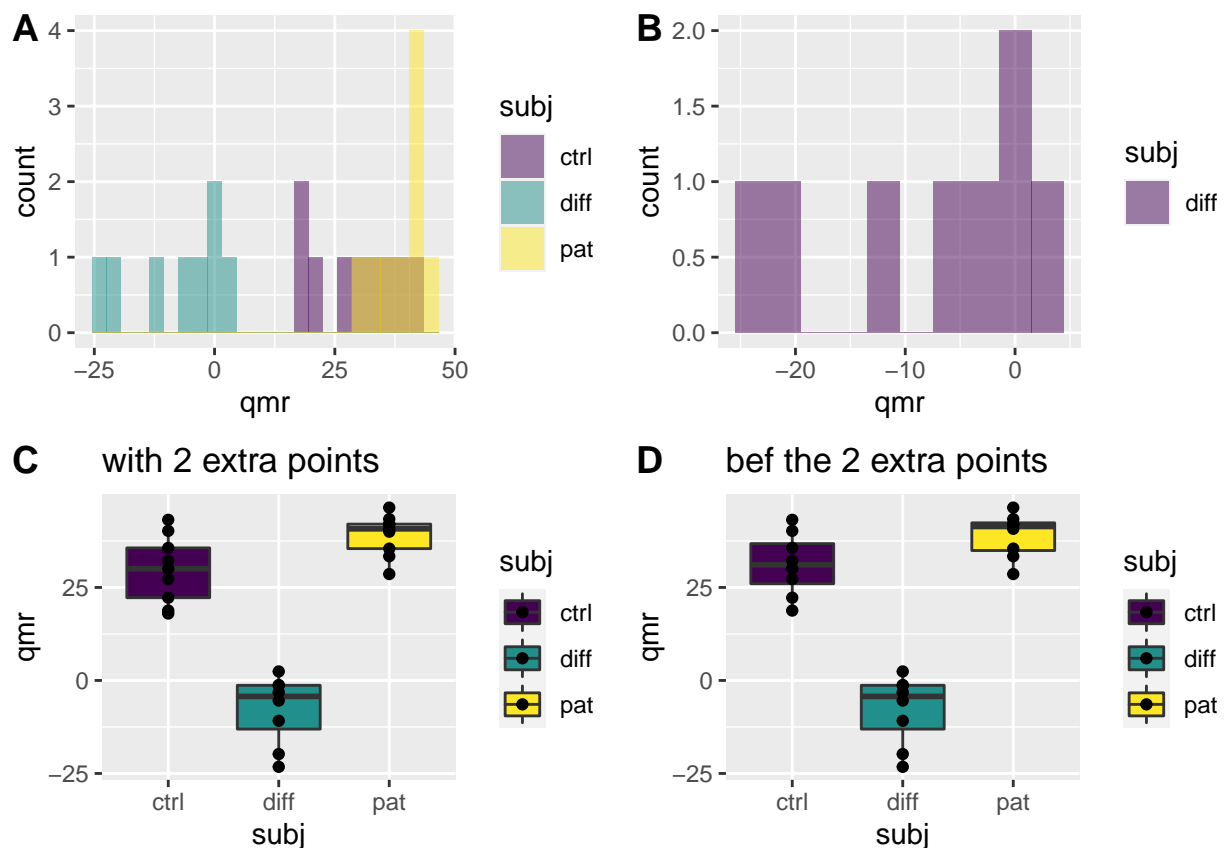 A
4
3
2
1
0
count
−25
0
25
50
qmr
subj
ctrl
diff
pat
B
2.0
1.5
1.0
0.5
0.0
count
−20
−10
0
qmr
subj
diff
C with 2 extra points
25
0
−25
qmr
ctrl
diff
pat
subj
subj
ctrl
diff
pat
D bef the 2 extra points
25
0
−25
qmr
ctrl
diff
pat
subj
subj
ctrl
diff
pat